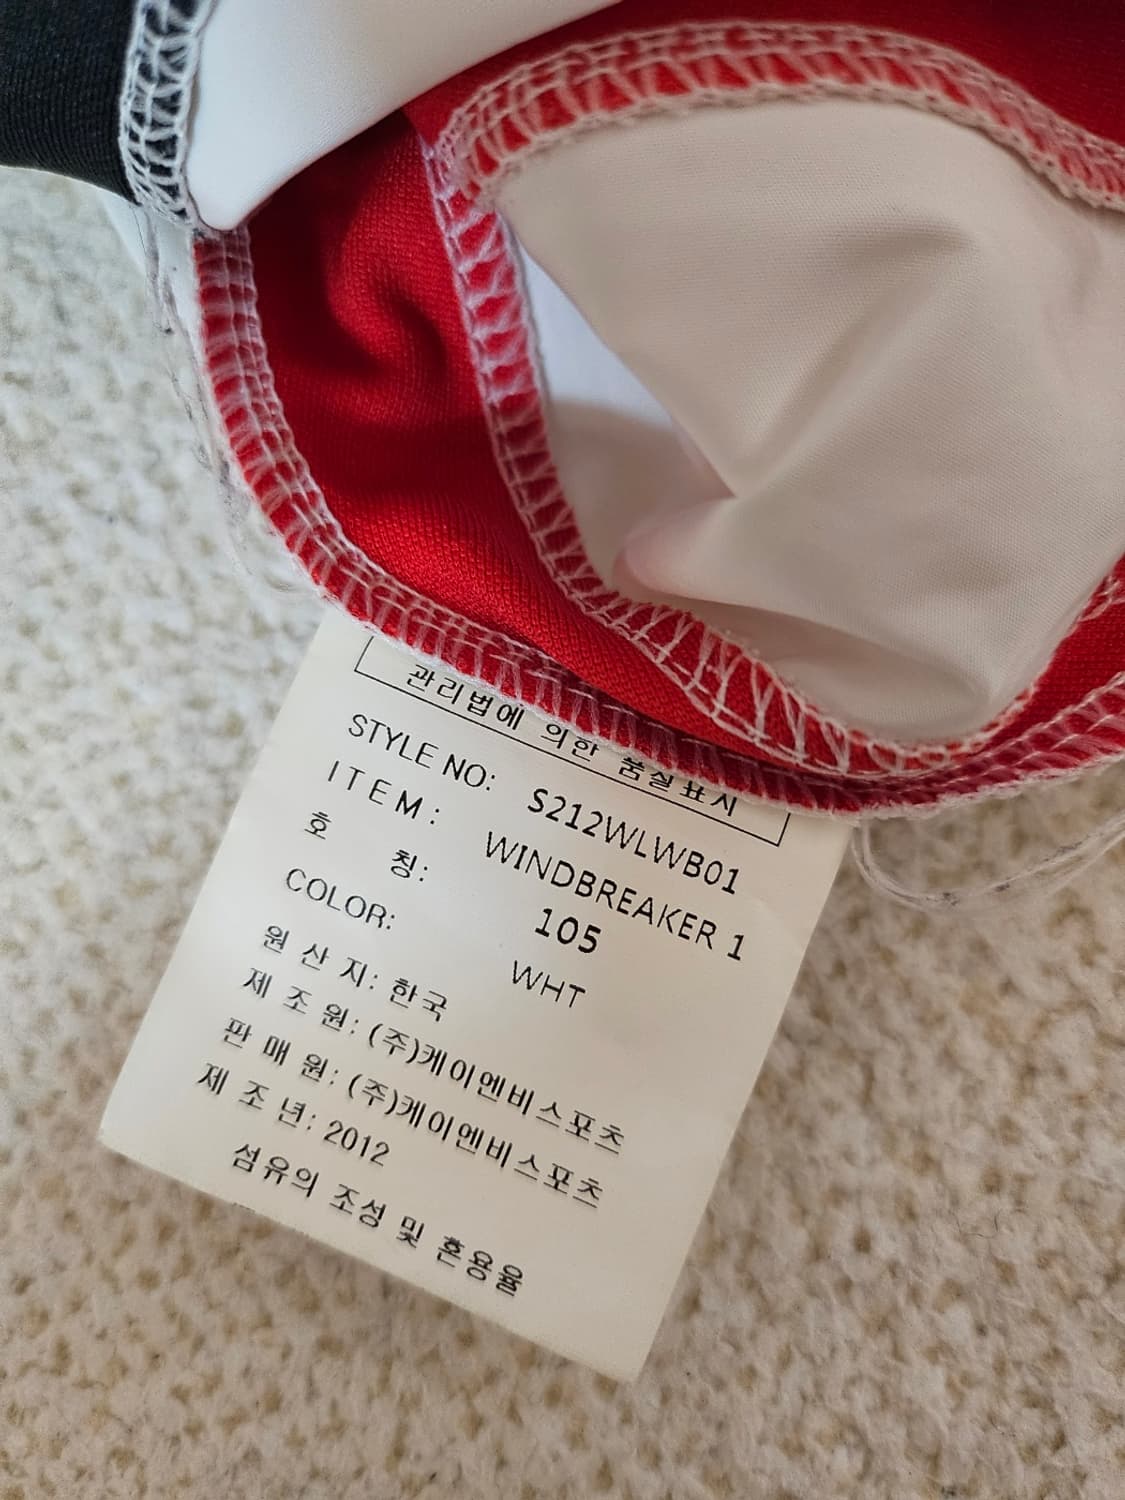 관리법에 의한 품질표시
STYLE NO: S212WLWB01
ITEM: WINDBREAKER 1
호 칭: 105
COLOR: WHT
원 산 지: 한국
제 조 원: (주)케이엔비스포츠
판 매 원: (주)케이엔비스포츠
제 조 년: 2012
섬유의 조성 및 혼용율